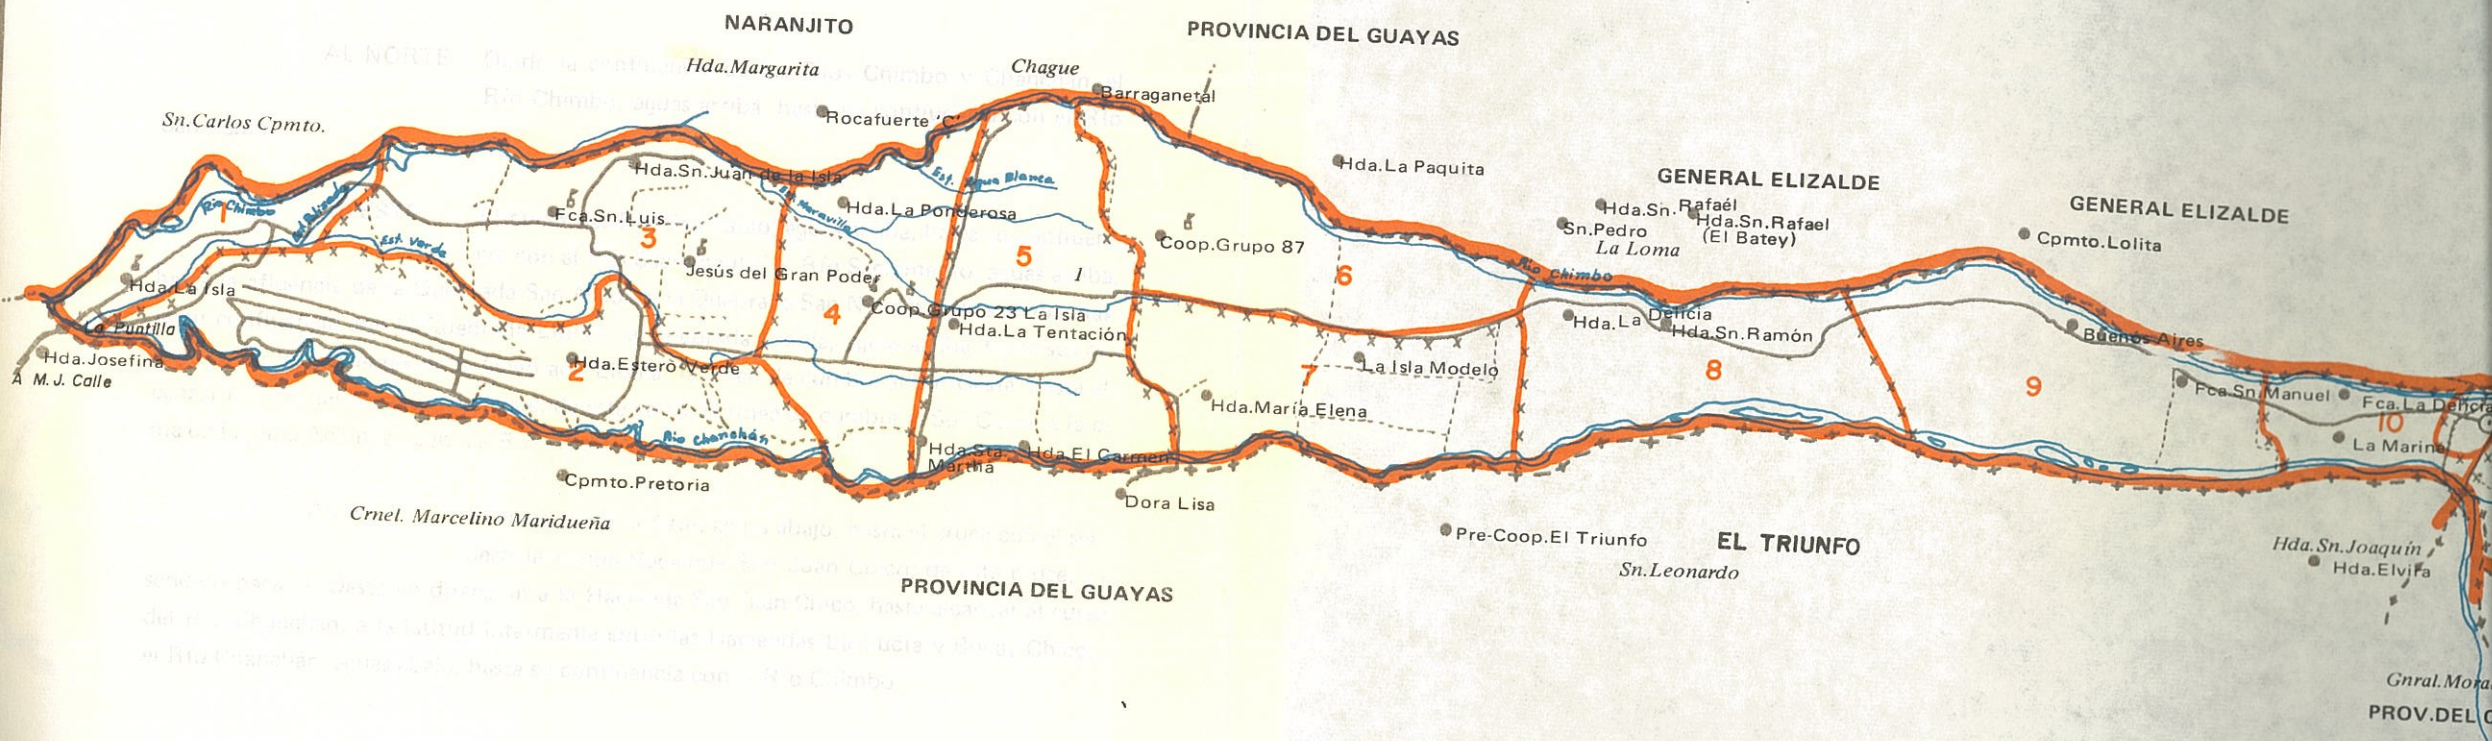 NARANJITO
PROVINCIA DEL GUAYAS
Hda.Margarita
Chague
Barraganetal
Sn.Carlos Cpmto.
Rocafuerte 'C'
Hda.La Paquita
Hda.Sn.Juan de la Isla
Est. Agua Blanca
GENERAL ELIZALDE
GENERAL ELIZALDE
1
Rio Chimbo
Est. Maravilla
Hda.La Ponderosa
Fca.Sn.Luis
Hda.Sn.Rafaél
Hda.Sn.Rafael
(El Batey)
Sn.Pedro
La Loma
Cpmto.Lolita
Est. Verde
3
Coop.Grupo 87
5
6
Rio Chimbo
Jesús del Gran Poder
Hda.La Isla
4
Coop.Grupo 23 La Isla
Hda.La Tentación
Hda.La Delicia
Hda.Sn.Ramón
Buenos Aires
La Puntilla
Hda.Josefina
A M.J. Calle
Hda.Estero Verde
2
La Isla Modelo
7
8
9
Fca.Sn.Manuel
Fca.La Delicia
10
Hda.María Elena
Rio Chanchán
Hda.Sta.
Martha
Hda.El Carmen
La Marina
Cpmto.Pretoria
Dora Lisa
Crnel. Marcelino Maridueña
Pre-Coop.El Triunfo
EL TRIUNFO
Sn.Leonardo
Hda.Sn.Joaquín
Hda.Elvira
PROVINCIA DEL GUAYAS
Gnral.Mora
PROV.DEL C